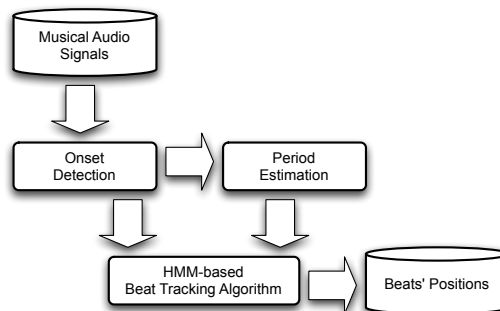 Musical Audio
Signals
Onset
Detection
Period
Estimation
HMM-based
Beat Tracking Algorithm
Beats' Positions